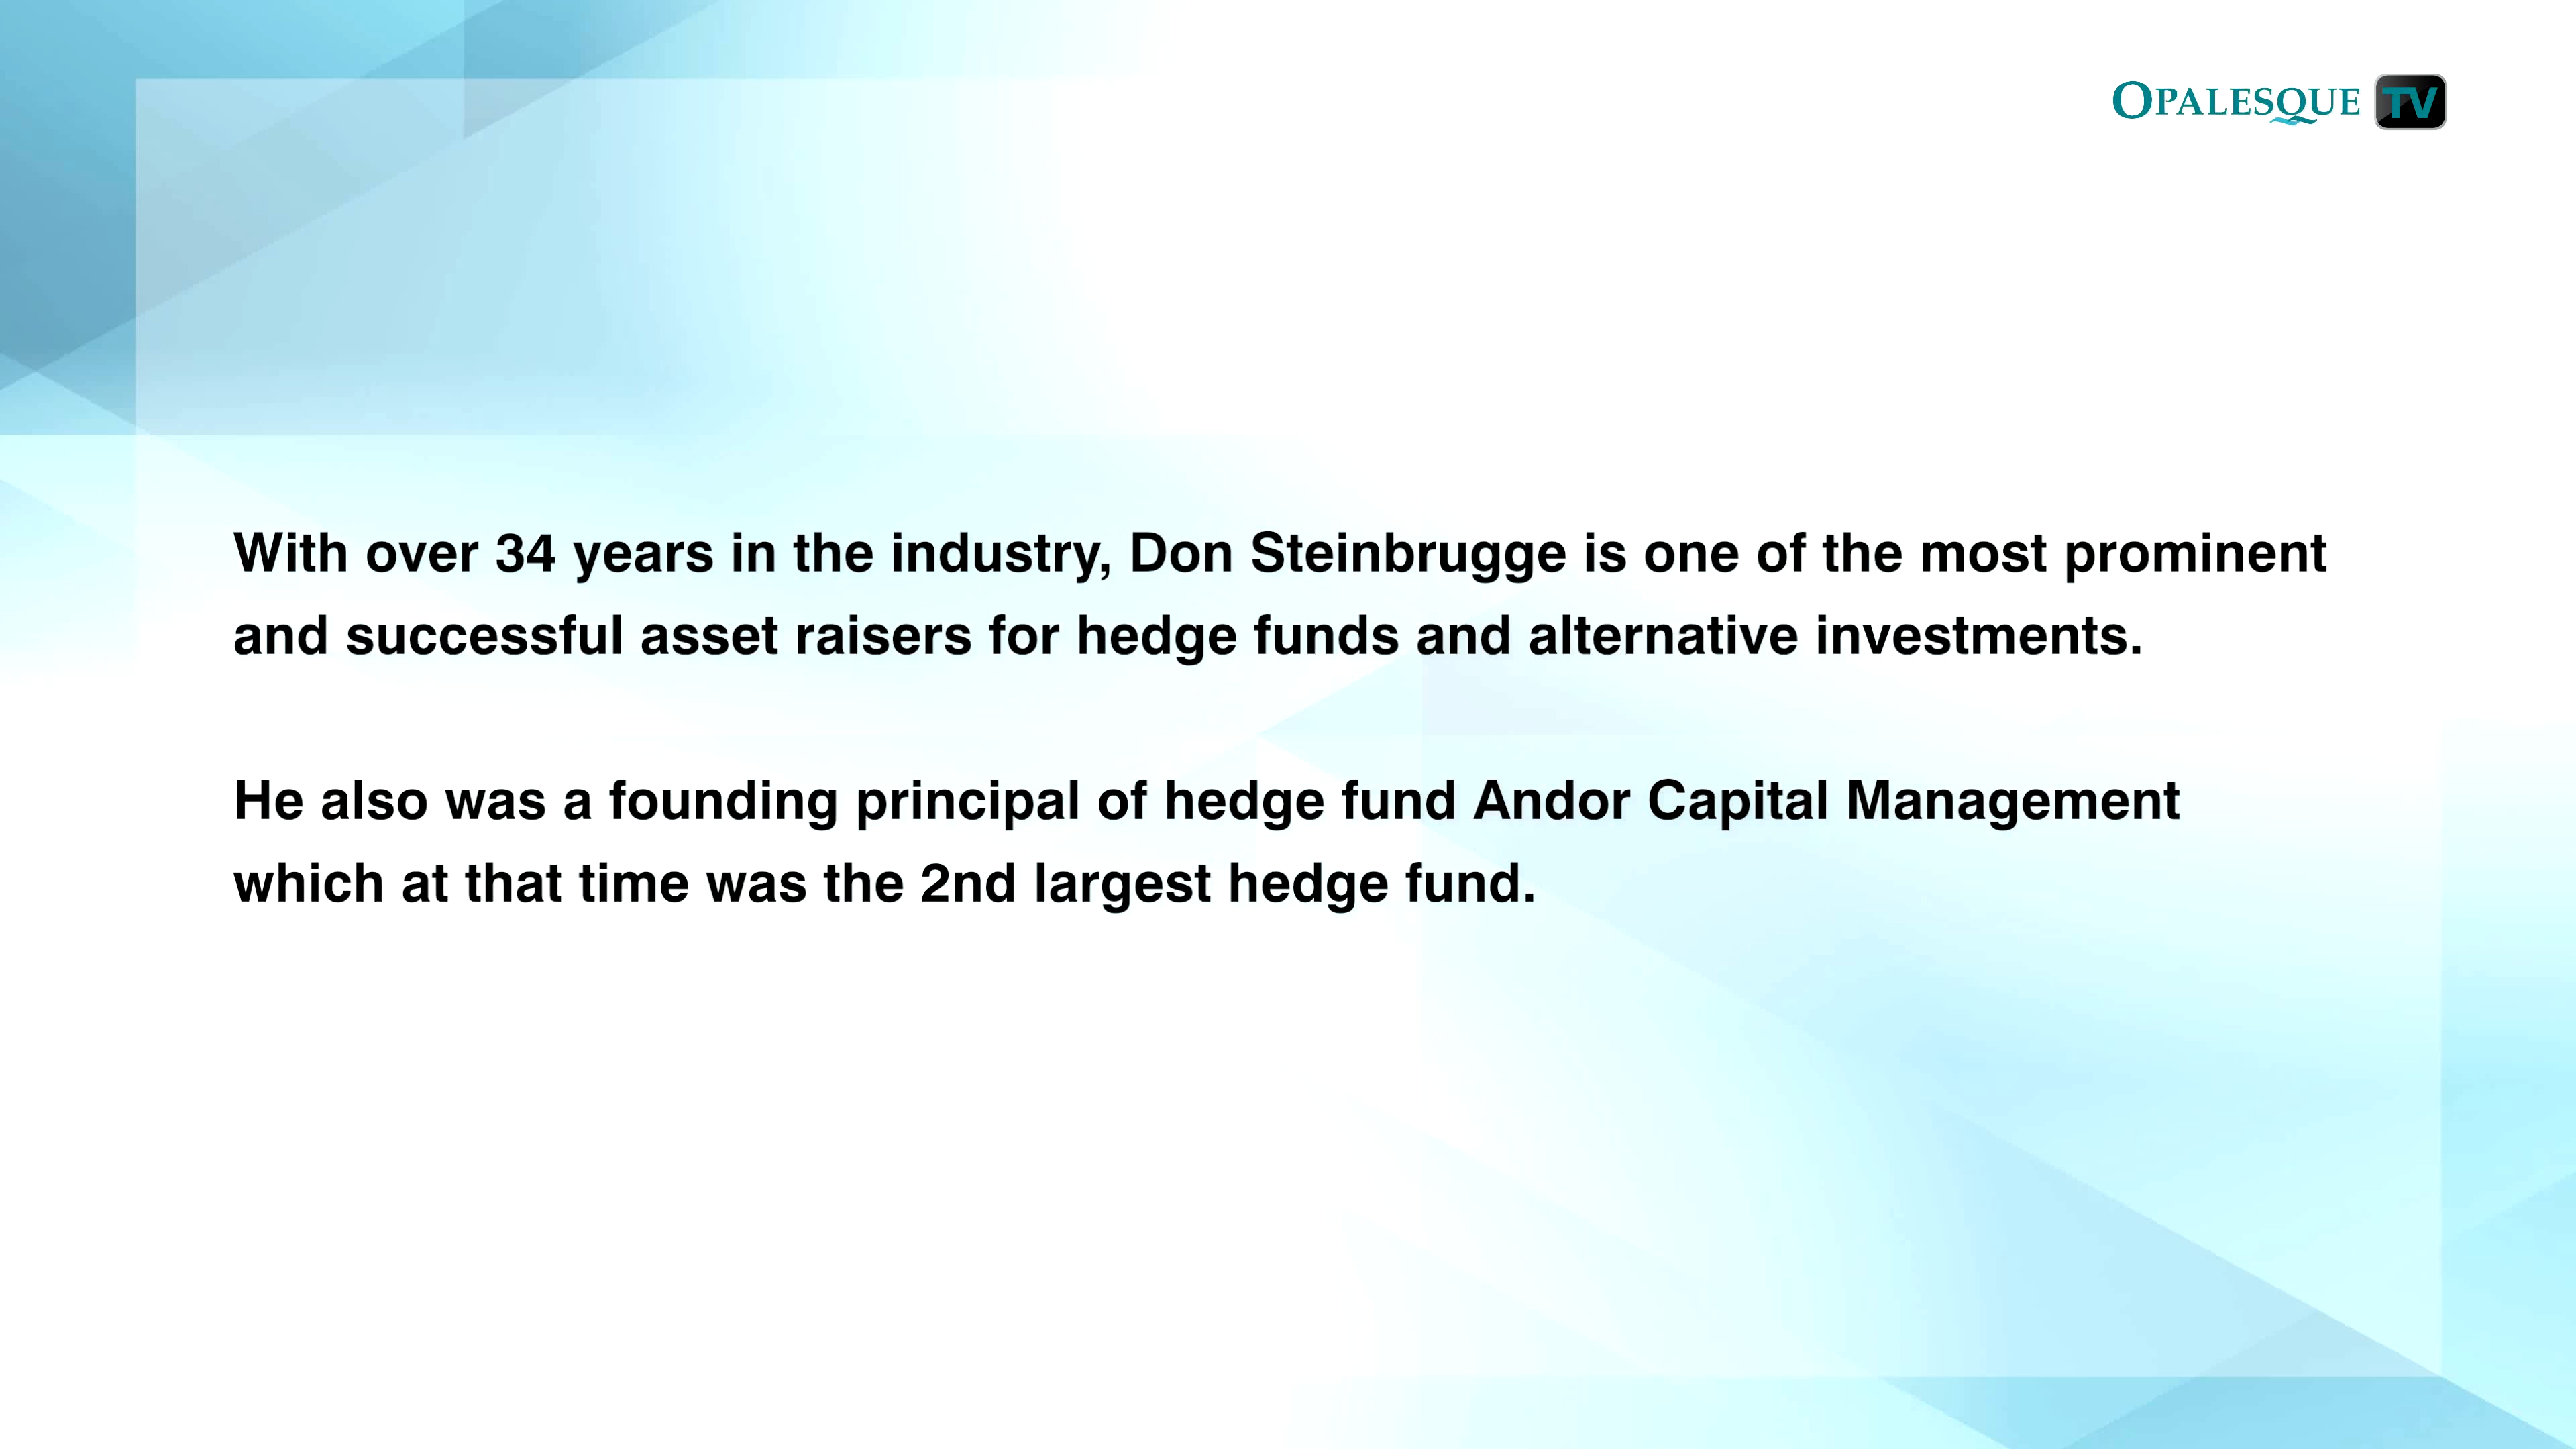 OPALESQUE TV
With over 34 years in the industry, Don Steinbrugge is one of the most prominent
and successful asset raisers for hedge funds and alternative investments.
He also was a founding principal of hedge fund Andor Capital Management
which at that time was the 2nd largest hedge fund.